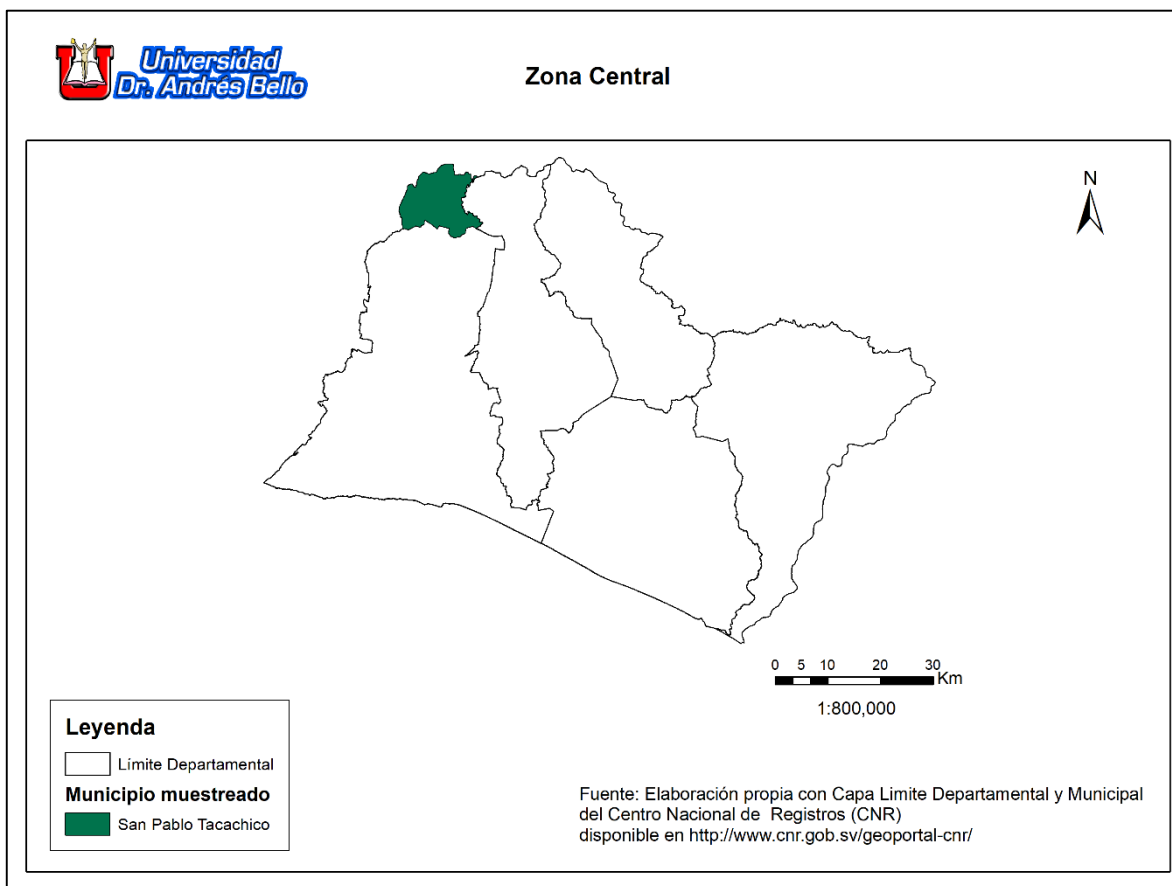 Universidad
Dr. Andrés Bello
Zona Central
N
0 5 10 20 30
Km
1:800,000
Leyenda
Límite Departamental
Municipio muestreado
San Pablo Tacachico
Fuente: Elaboración propia con Capa Limite Departamental y Municipal
del Centro Nacional de Registros (CNR)
disponible en http://www.cnr.gob.sv/geoportal-cnr/